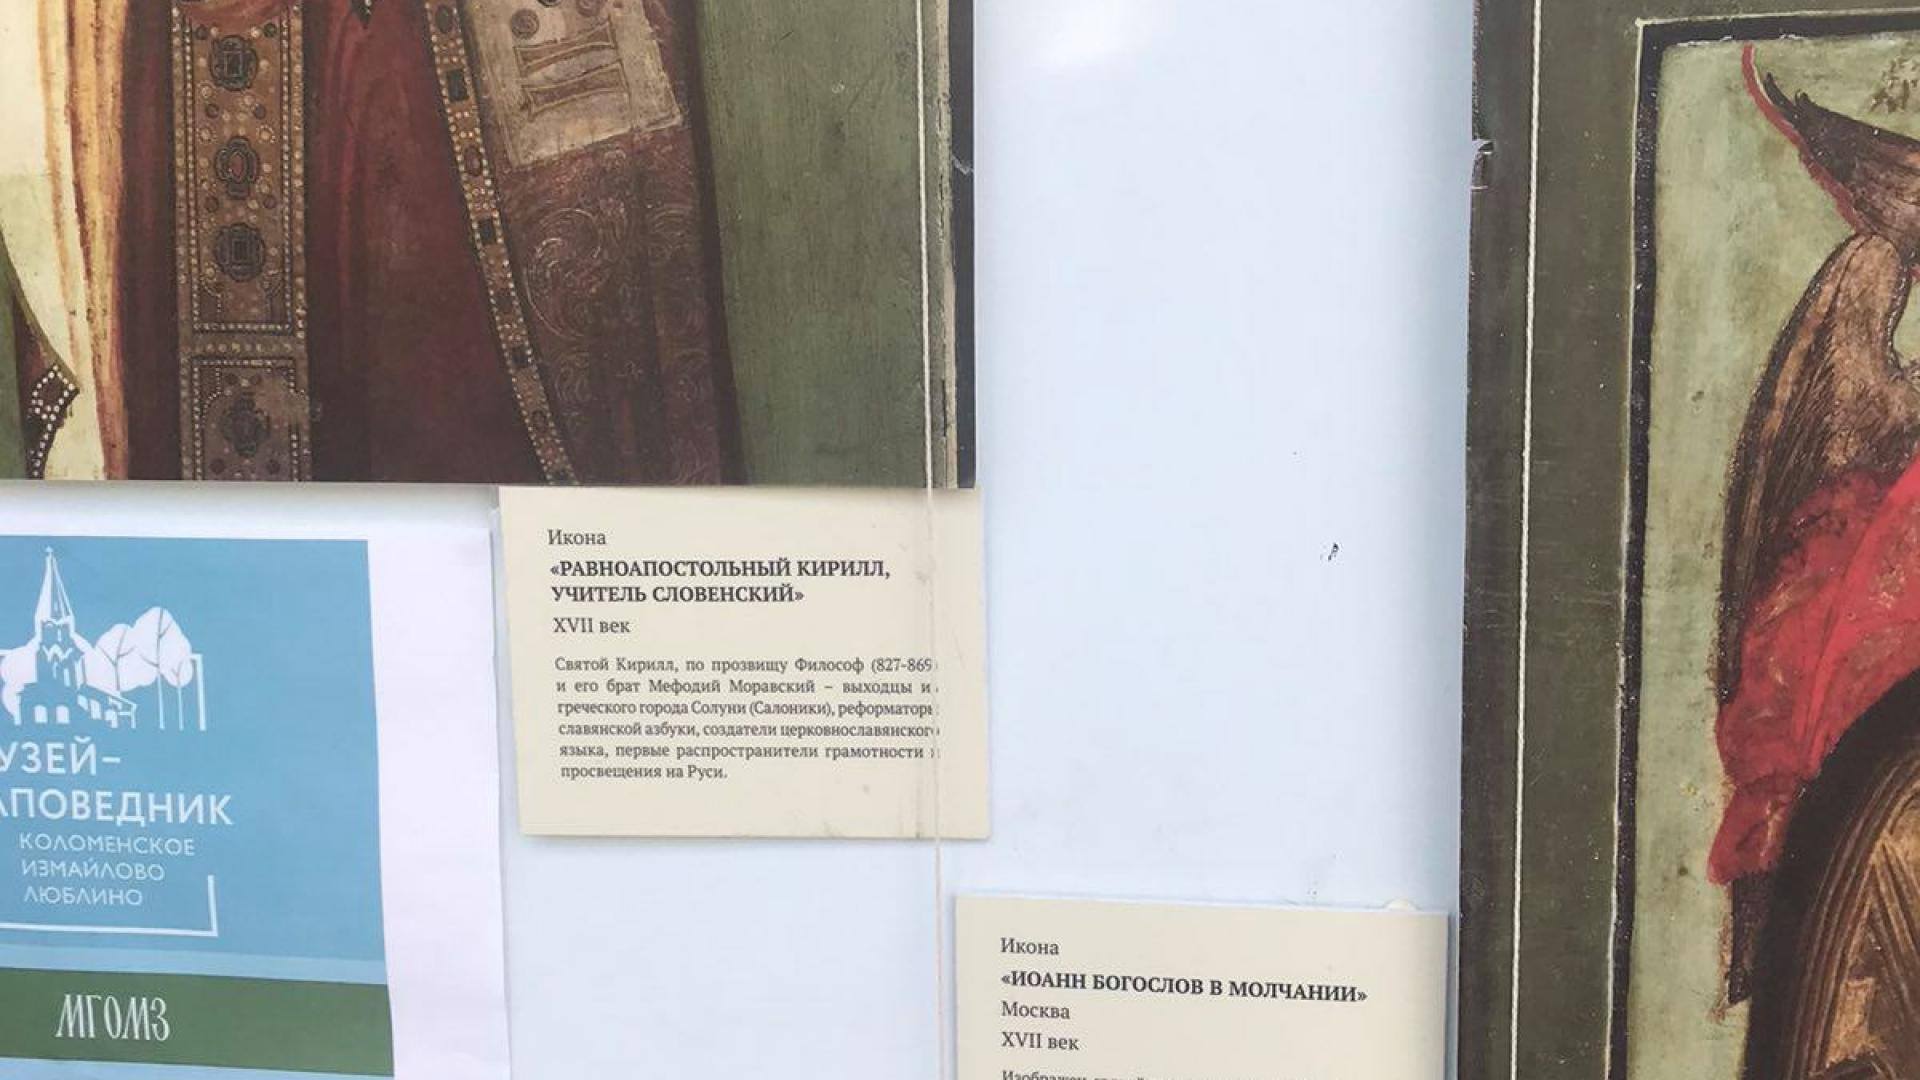 Икона
«РАВНОАПОСТОЛЬНЫЙ КИРИЛЛ,
УЧИТЕЛЬ СЛОВЕНСКИЙ»
XVII век
Святой Кирилл, по прозвищу Философ (827-869
и его брат Мефодий Моравский – выходцы и
греческого города Солуни (Салоники), реформаторы
славянской азбуки, создатели церковнославянского
языка, первые распространители грамотности и
просвещения на Руси.
УЗЕЙ-
АПОВЕДНИК
КОЛОМЕНСКОЕ
ИЗМАЙЛОВО
ЛЮБЛИНО
МГОМЗ
Икона
«ИОАНН БОГОСЛОВ В МОЛЧАНИИ»
Москва
XVII век